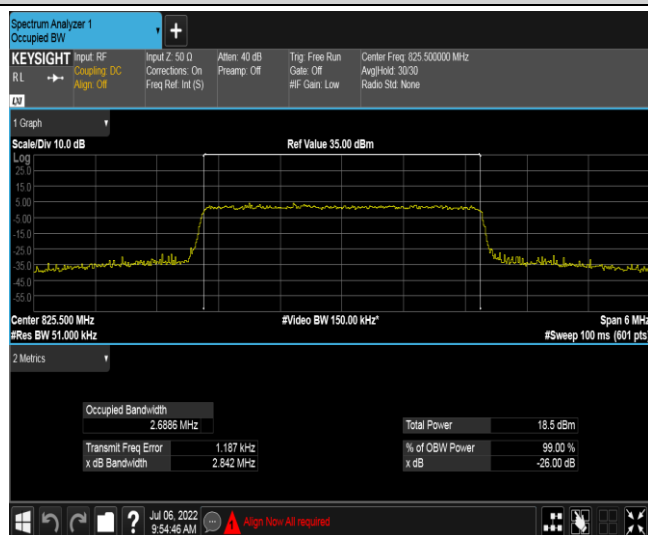 Spectrum Analyzer 1
Occupied BW
+
KEYSIGHT
RL
LXI
Input: RF
Coupling: DC
Align: Off
Input Z: 50 Ω
Corrections: On
Freq Ref: Int (S)
Atten: 40 dB
Preamp: Off
Trig: Free Run
Gate: Off
#IF Gain: Low
Center Freq: 825.500000 MHz
Avg|Hold: 30/30
Radio Std: None
1 Graph
Scale/Div 10.0 dB
Ref Value 35.00 dBm
Log
25.0
15.0
5.00
-5.00
-15.0
-25.0
-35.0
-45.0
-55.0
Center 825.500 MHz
#Video BW 150.00 kHz*
Span 6 MHz
#Res BW 51.000 kHz
#Sweep 100 ms (601 pts)
2 Metrics
Occupied Bandwidth
2.6886 MHz
Total Power 18.5 dBm
Transmit Freq Error 1.187 kHz
% of OBW Power 99.00 %
x dB Bandwidth 2.842 MHz
x dB -26.00 dB
?
Jul 06, 2022
9:54:46 AM
1
Align Now All required